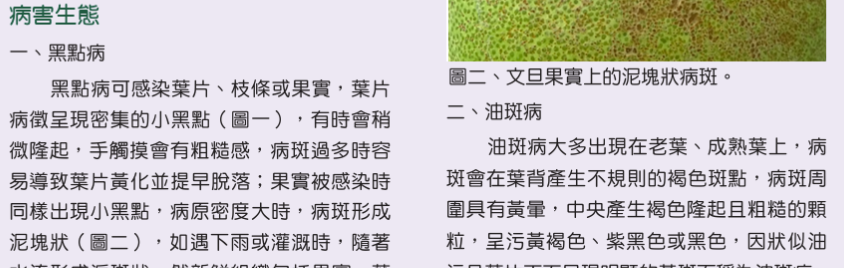 病害生態
一、黑點病
黑點病可感染葉片、枝條或果實，葉片
病徵呈現密集的小黑點（圖一），有時會稍
微隆起，手觸摸會有粗糙感，病斑過多時容
易導致葉片黃化並提早脫落；果實被感染時
同樣出現小黑點，病原密度大時，病斑形成
泥塊狀（圖二），如遇下雨或灌溉時，隨著
圖二、文旦果實上的泥塊狀病斑。
二、油斑病
油斑病大多出現在老葉、成熟葉上，病
斑會在葉背產生不規則的褐色斑點，病斑周
圍具有黃暈，中央產生褐色隆起且粗糙的顆
粒，呈污黃褐色、紫黑色或黑色，因狀似油